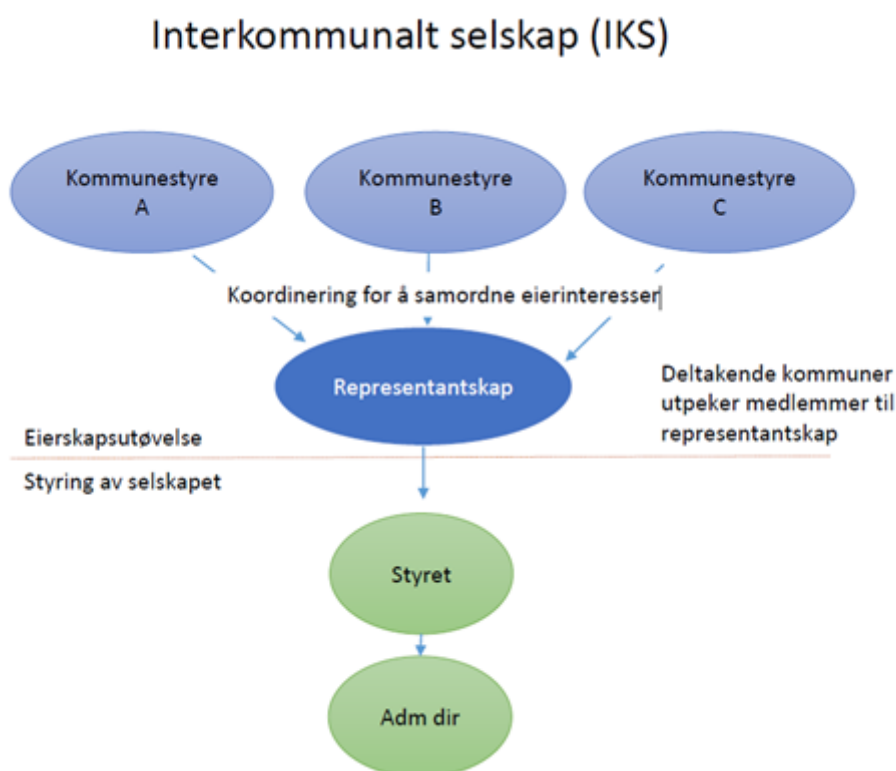 Interkommunalt selskap (IKS)
Kommunestyre
A
Kommunestyre
B
Kommunestyre
C
Koordinering for å samordne eierinteresser
Representantskap
Deltakende kommuner
utpeker medlemmer til
representantskap
Eierskapsutøvelse
Styring av selskapet
Styret
Adm dir